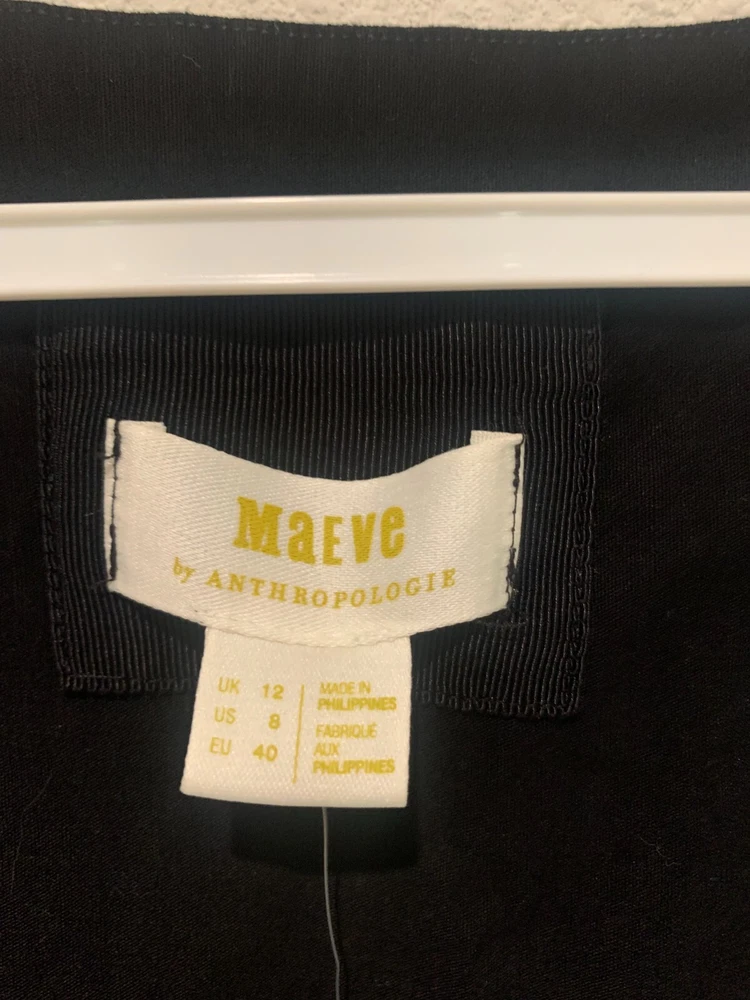 MaEVe
by ANTHROPOLOGIE
UK 12
US 8
EU 40
MADE IN
PHILIPPINES
FABRIQUÉ
AUX
PHILIPPINES